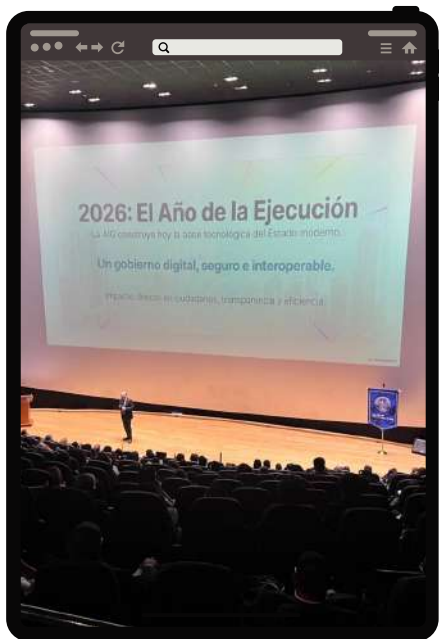 2026: El Año de la Ejecución
La AIG construye hoy la base tecnológica del Estado moderno.
Un gobierno digital, seguro e interoperable.
Impacto directo en ciudadanos, transparencia y eficiencia.